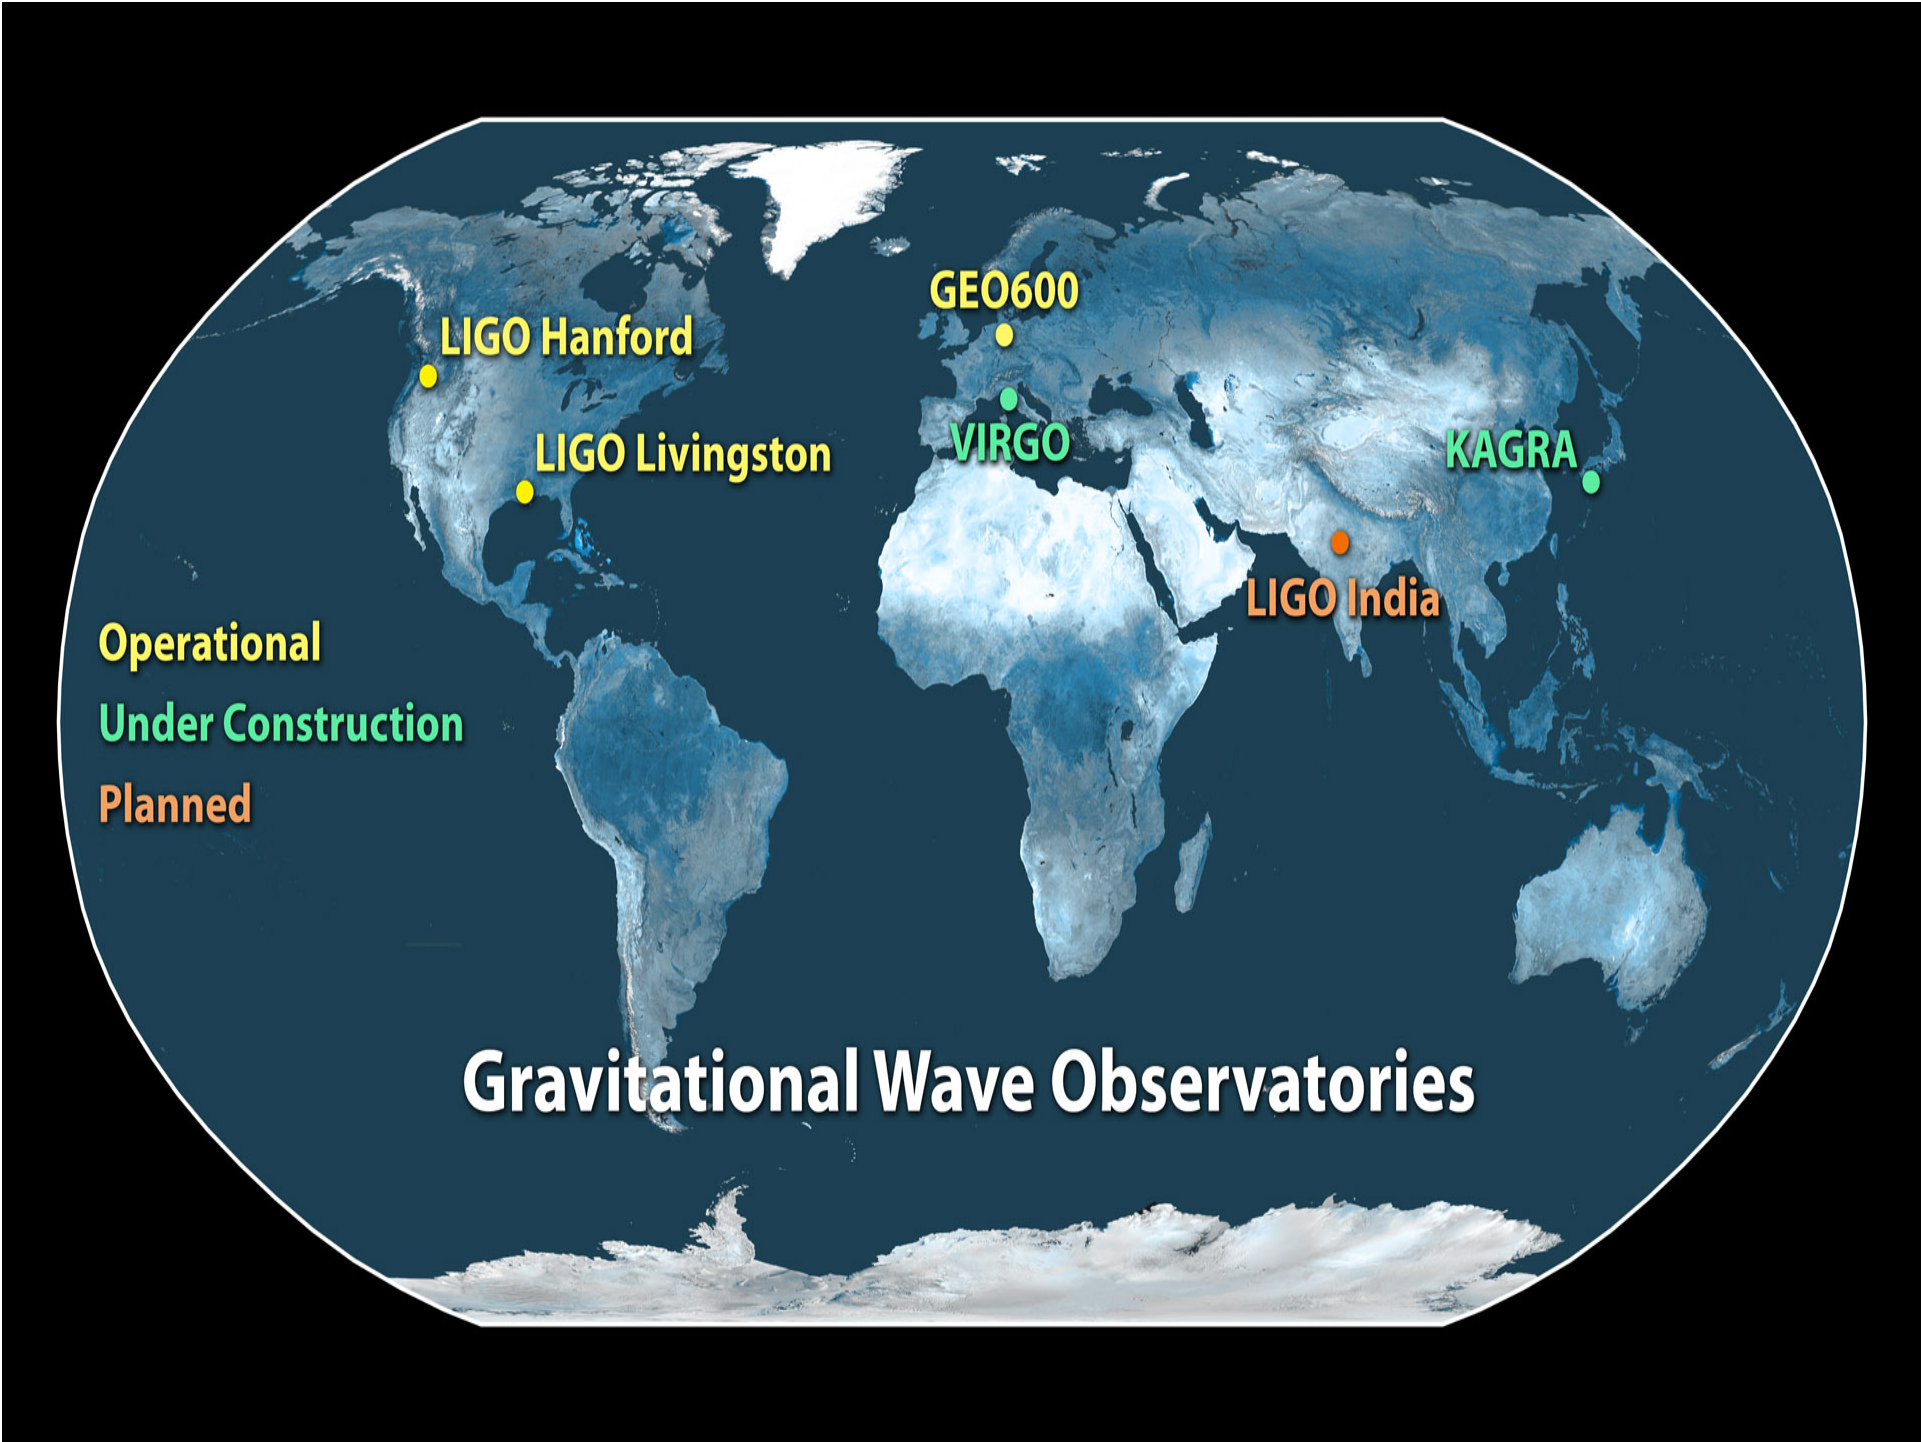 GEO600
LIGO Hanford
VIRGO
KAGRA
LIGO Livingston
LIGO India
Operational
Under Construction
Planned
Gravitational Wave Observatories